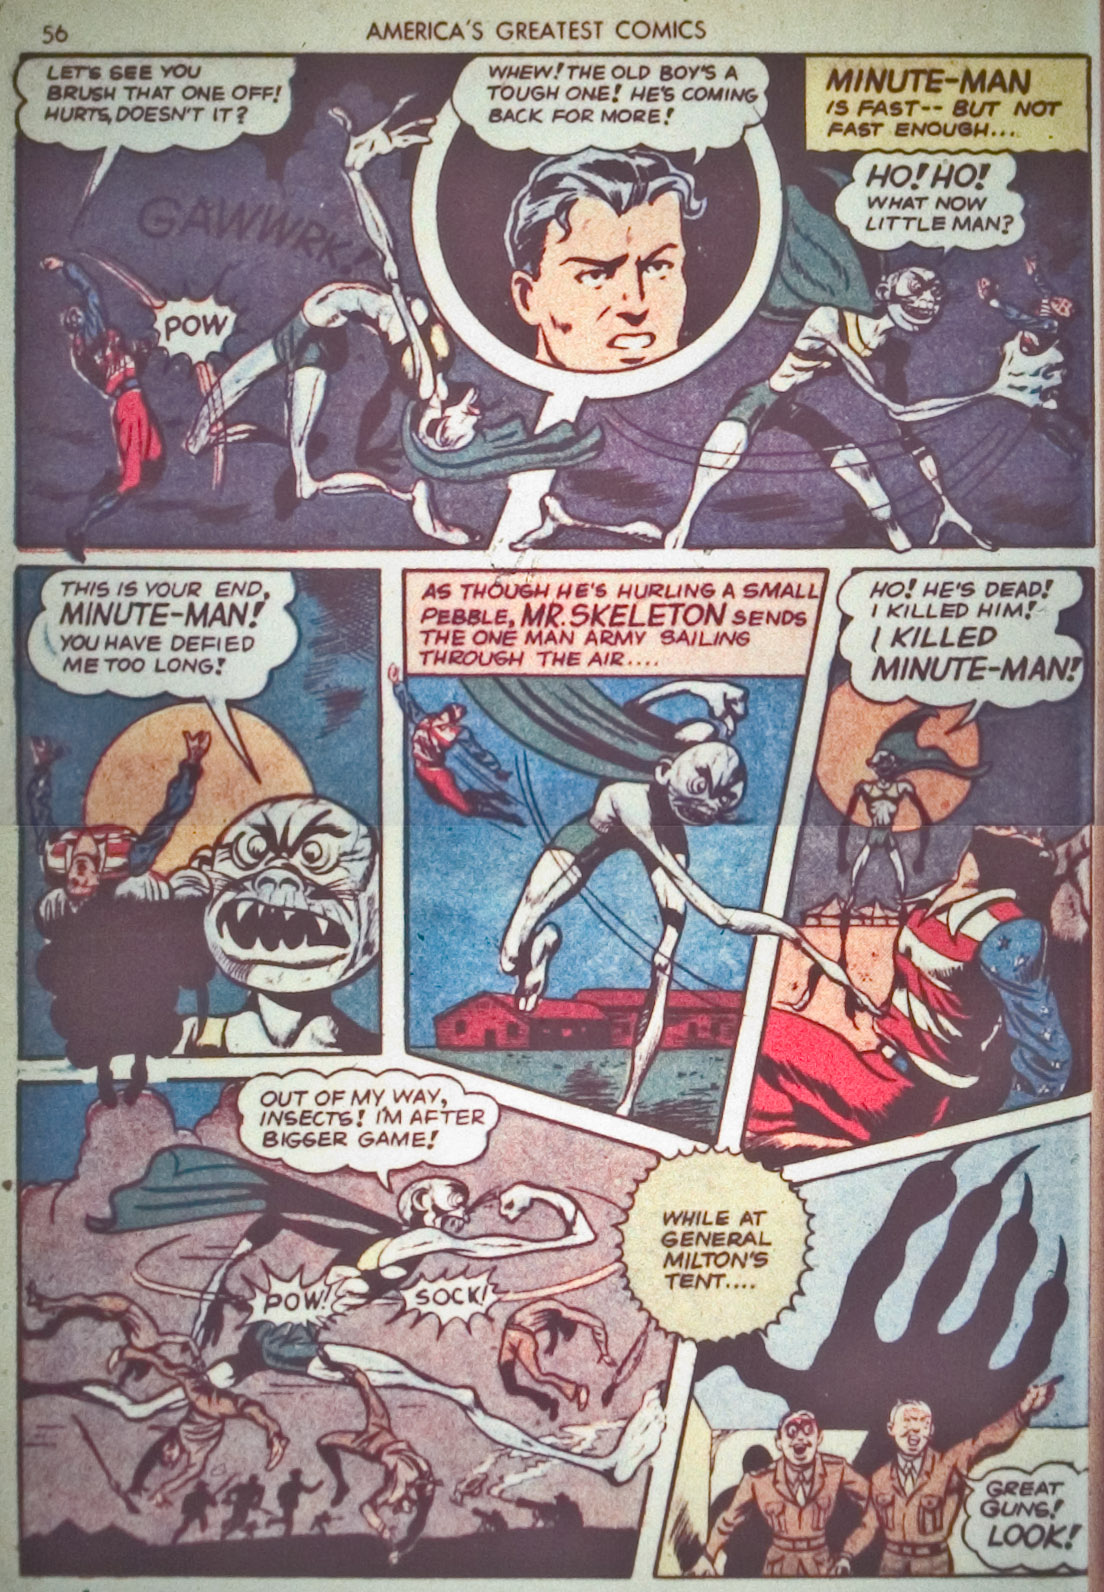 56
AMERICA'S GREATEST COMICS
LET'S SEE YOU
BRUSH THAT ONE OFF!
HURTS, DOESN'T IT?
GAWWRK!
POW
WHEW! THE OLD BOY'S A
TOUGH ONE! HE'S COMING
BACK FOR MORE!
MINUTE-MAN
IS FAST-- BUT NOT
FAST ENOUGH...
HO! HO!
WHAT NOW
LITTLE MAN?
THIS IS YOUR END,
MINUTE-MAN!
YOU HAVE DEFIED
ME TOO LONG!
AS THOUGH HE'S HURLING A SMALL
PEBBLE, MR. SKELETON SENDS
THE ONE MAN ARMY SAILING
THROUGH THE AIR....
HO! HE'S DEAD!
I KILLED HIM!
I KILLED
MINUTE-MAN!
OUT OF MY WAY,
INSECTS! I'M AFTER
BIGGER GAME!
POW!
SOCK!
WHILE AT
GENERAL
MILTON'S
TENT....
GREAT
GUNS!
LOOK!